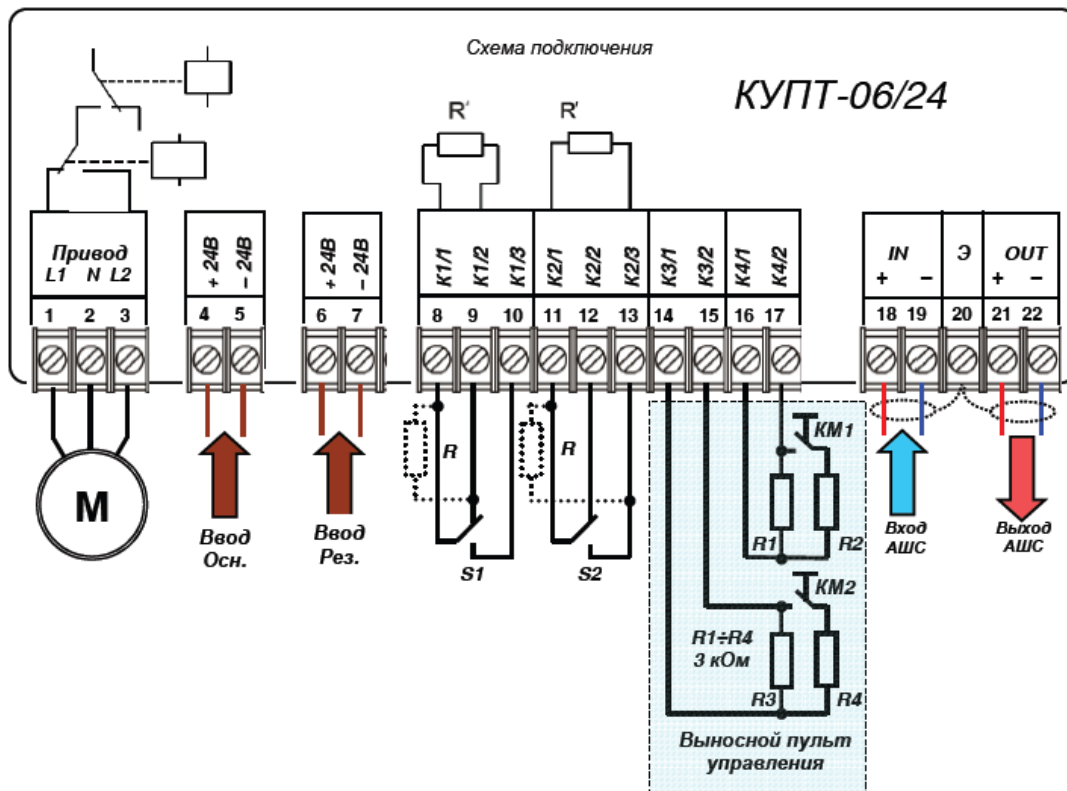 Схема подключения
КУПТ-06/24
R' R'
Привод
L1 N L2
+ 24В – 24В
+ 24В – 24В
К1/1 К1/2 К1/3 К2/1 К2/2 К2/3 К3/1 К3/2 К4/1 К4/2
IN Э OUT
+ – + –
1 2 3 4 5 6 7 8 9 10 11 12 13 14 15 16 17 18 19 20 21 22
М
Ввод
Осн.
Ввод
Рез.
R
S1
R
S2
КМ1
R1 R2
КМ2
R1÷R4
3 кОм
R3 R4
Выносной пульт
управления
Вход
АШС
Выход
АШС